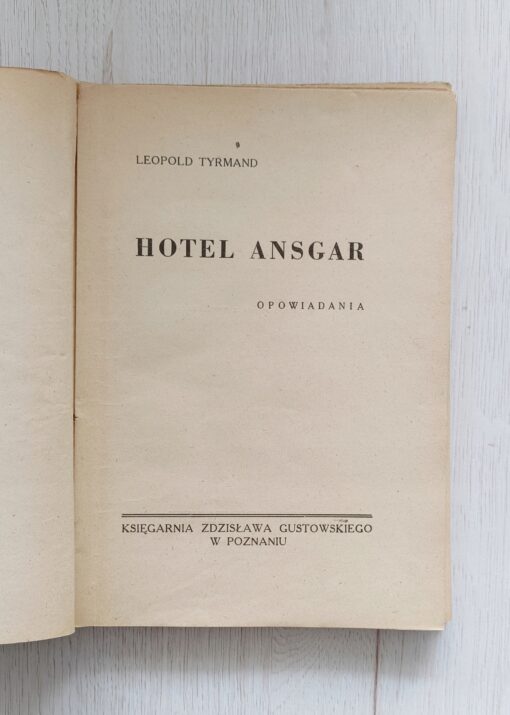 LEOPOLD TYRMAND
HOTEL ANSGAR
OPOWIADANIA
KSIĘGARNIA ZDZISŁAWA GUSTOWSKIEGO
W POZNANIU